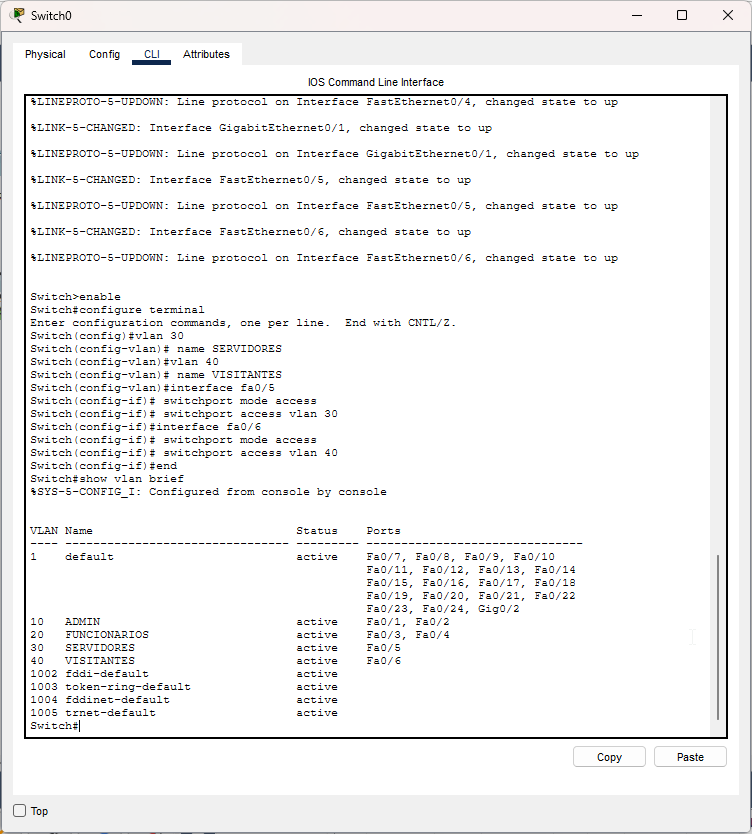 Switch0
Physical Config CLI Attributes
IOS Command Line Interface
%LINEPROTO-5-UPDOWN: Line protocol on Interface FastEthernet0/4, changed state to up
%LINK-5-CHANGED: Interface GigabitEthernet0/1, changed state to up
%LINEPROTO-5-UPDOWN: Line protocol on Interface GigabitEthernet0/1, changed state to up
%LINK-5-CHANGED: Interface FastEthernet0/5, changed state to up
%LINEPROTO-5-UPDOWN: Line protocol on Interface FastEthernet0/5, changed state to up
%LINK-5-CHANGED: Interface FastEthernet0/6, changed state to up
%LINEPROTO-5-UPDOWN: Line protocol on Interface FastEthernet0/6, changed state to up
Switch>enable
Switch#configure terminal
Enter configuration commands, one per line.  End with CNTL/Z.
Switch(config)#vlan 30
Switch(config-vlan)# name SERVIDORES
Switch(config-vlan)#vlan 40
Switch(config-vlan)# name VISITANTES
Switch(config-vlan)#interface fa0/5
Switch(config-if)# switchport mode access
Switch(config-if)# switchport access vlan 30
Switch(config-if)#interface fa0/6
Switch(config-if)# switchport mode access
Switch(config-if)# switchport access vlan 40
Switch(config-if)#end
Switch#show vlan brief
%SYS-5-CONFIG_I: Configured from console by console
VLAN Name                             Status    Ports
---- -------------------------------- --------- -------------------------------
1    default                          active    Fa0/7, Fa0/8, Fa0/9, Fa0/10
                                                Fa0/11, Fa0/12, Fa0/13, Fa0/14
                                                Fa0/15, Fa0/16, Fa0/17, Fa0/18
                                                Fa0/19, Fa0/20, Fa0/21, Fa0/22
                                                Fa0/23, Fa0/24, Gig0/2
10   ADMIN                            active    Fa0/1, Fa0/2
20   FUNCIONARIOS                     active    Fa0/3, Fa0/4
30   SERVIDORES                       active    Fa0/5
40   VISITANTES                       active    Fa0/6
1002 fddi-default                     active
1003 token-ring-default               active
1004 fddinet-default                  active
1005 trnet-default                    active
Switch#
Copy Paste
Top